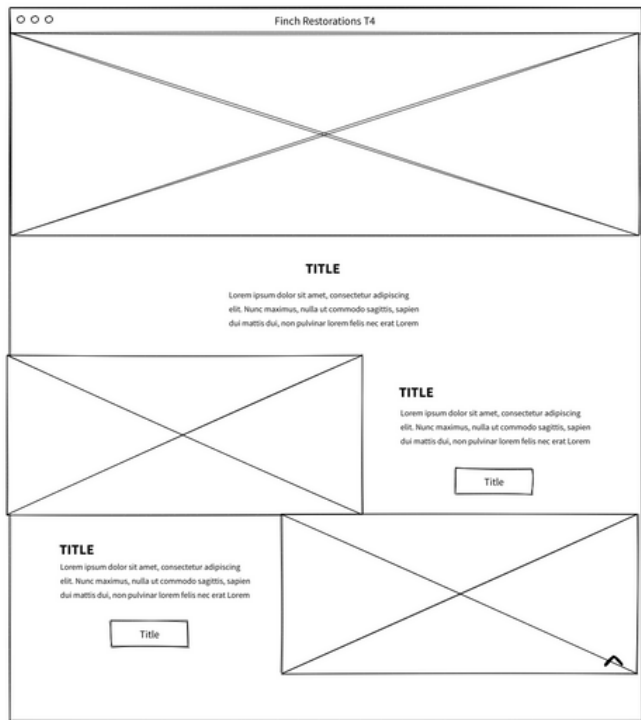 Finch Restorations T4
TITLE
Lorem ipsum dolor sit amet, consectetur adipiscing
elit. Nunc maximus, nulla ut commodo sagittis, sapien
dui mattis dui, non pulvinar lorem felis nec erat Lorem
TITLE
Lorem ipsum dolor sit amet, consectetur adipiscing
elit. Nunc maximus, nulla ut commodo sagittis, sapien
dui mattis dui, non pulvinar lorem felis nec erat Lorem
Title
TITLE
Lorem ipsum dolor sit amet, consectetur adipiscing
elit. Nunc maximus, nulla ut commodo sagittis, sapien
dui mattis dui, non pulvinar lorem felis nec erat Lorem
Title